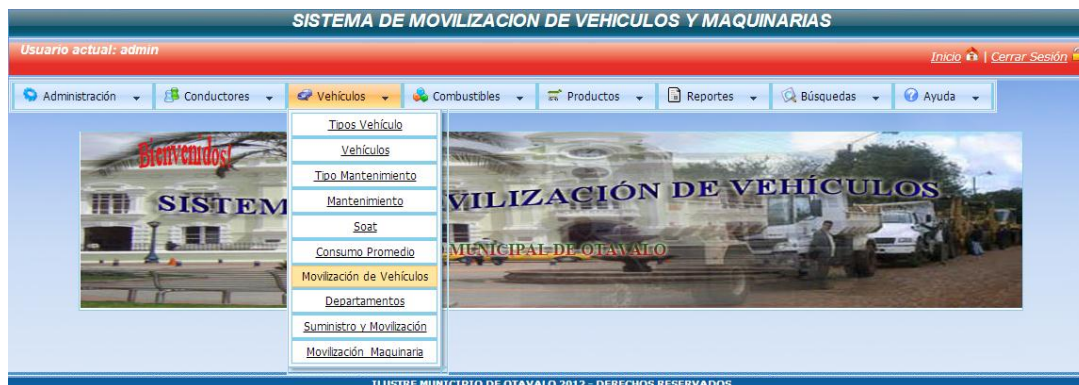 SISTEMA DE MOVILIZACION DE VEHICULOS Y MAQUINARIAS
Usuario actual: admin
Inicio | Cerrar Sesión
Administración Conductores Vehículos Combustibles Productos Reportes Búsquedas Ayuda
Tipos Vehículo
Vehículos
Tipo Mantenimiento
Mantenimiento
Soat
Consumo Promedio
Movilización de Vehículos
Departamentos
Suministro y Movilización
Movilización Maquinaria
Bienvenidos!
SISTEM VILIZACIÓN DE VEHÍCULOS
MUNICIPAL DE OTAVALO
ILUSTRE MUNICIPIO DE OTAVALO 2012 - DERECHOS RESERVADOS